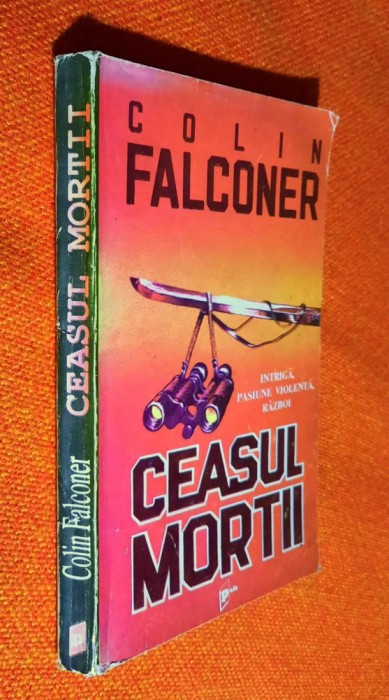 COLIN
FALCONER
INTRIGĂ,
PASIUNE VIOLENTĂ,
RĂZBOI
CEASUL
MORTII
Colin Falconer CEASUL MORTII